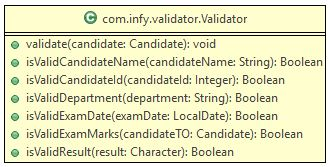 com.infy.validator.Validator
validate(candidate: Candidate): void
isValidCandidateName(candidateName: String): Boolean
isValidCandidateId(candidateId: Integer): Boolean
isValidDepartment(department: String): Boolean
isValidExamDate(examDate: LocalDate): Boolean
isValidExamMarks(candidateTO: Candidate): Boolean
isValidResult(result: Character): Boolean